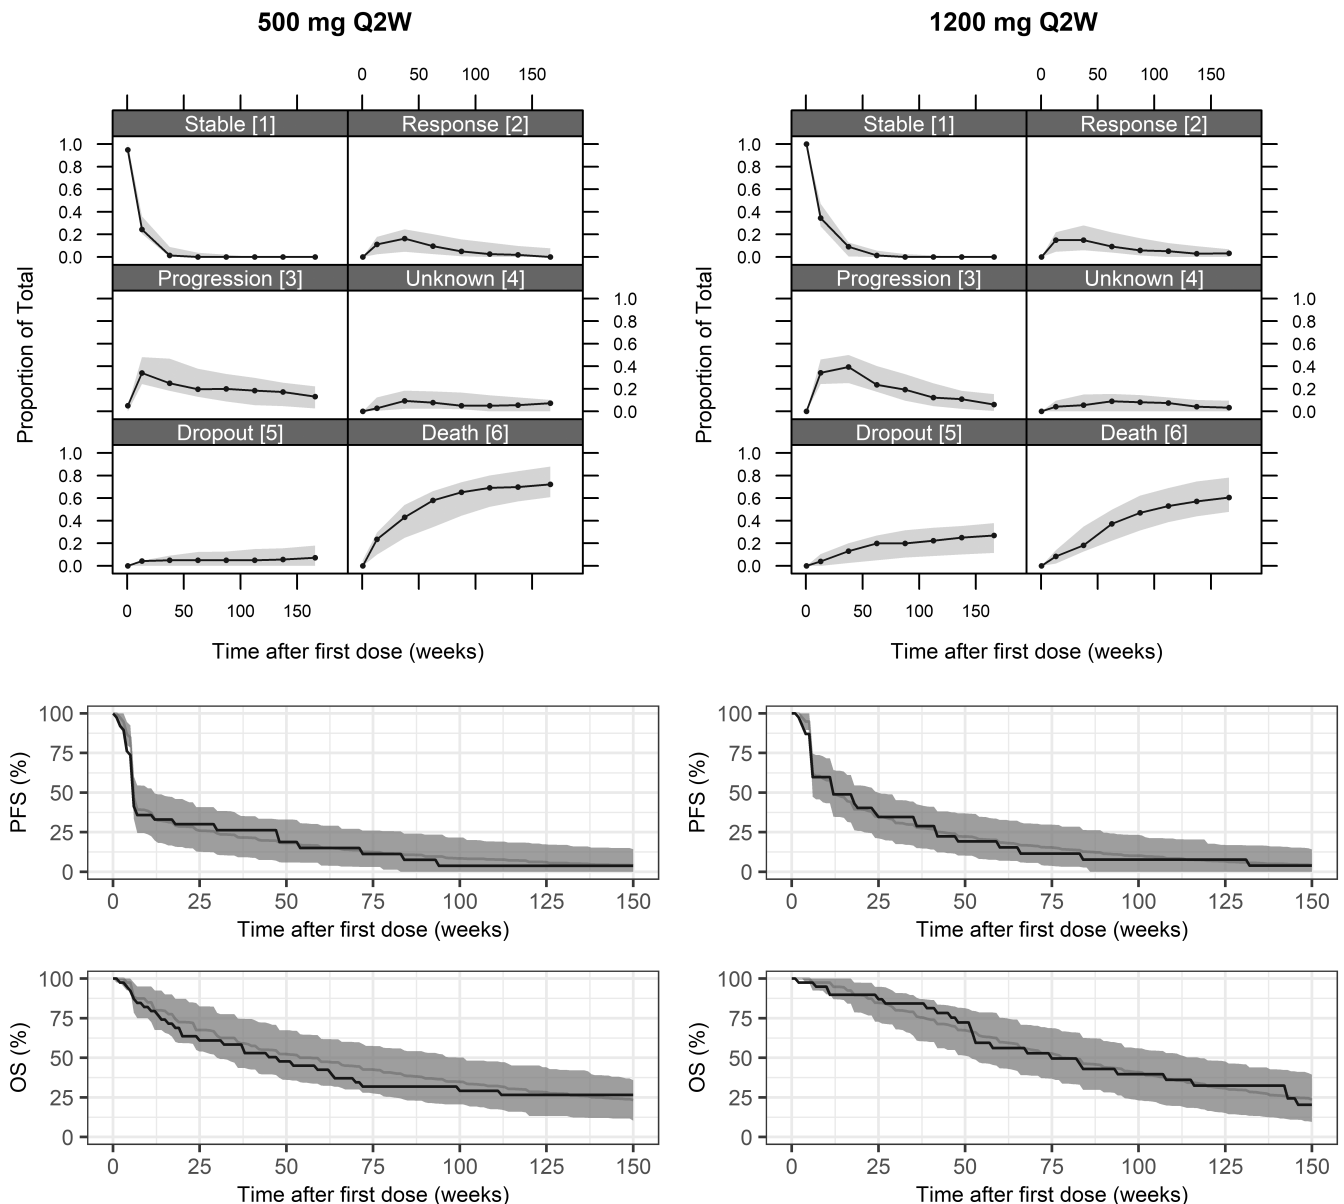 500 mg Q2W
1200 mg Q2W
0 50 100 150
0 50 100 150
Stable [1] Response [2]
Stable [1] Response [2]
1.0
0.8
0.6
0.4
0.2
0.0
1.0
0.8
0.6
0.4
0.2
0.0
Progression [3] Unknown [4]
Progression [3] Unknown [4]
1.0
0.8
0.6
0.4
0.2
0.0
1.0
0.8
0.6
0.4
0.2
0.0
Dropout [5] Death [6]
Dropout [5] Death [6]
1.0
0.8
0.6
0.4
0.2
0.0
1.0
0.8
0.6
0.4
0.2
0.0
Proportion of Total
Proportion of Total
0 50 100 150
0 50 100 150
Time after first dose (weeks)
Time after first dose (weeks)
PFS (%)
100
75
50
25
0
0 25 50 75 100 125 150
Time after first dose (weeks)
PFS (%)
100
75
50
25
0
0 25 50 75 100 125 150
Time after first dose (weeks)
OS (%)
100
75
50
25
0
0 25 50 75 100 125 150
Time after first dose (weeks)
OS (%)
100
75
50
25
0
0 25 50 75 100 125 150
Time after first dose (weeks)